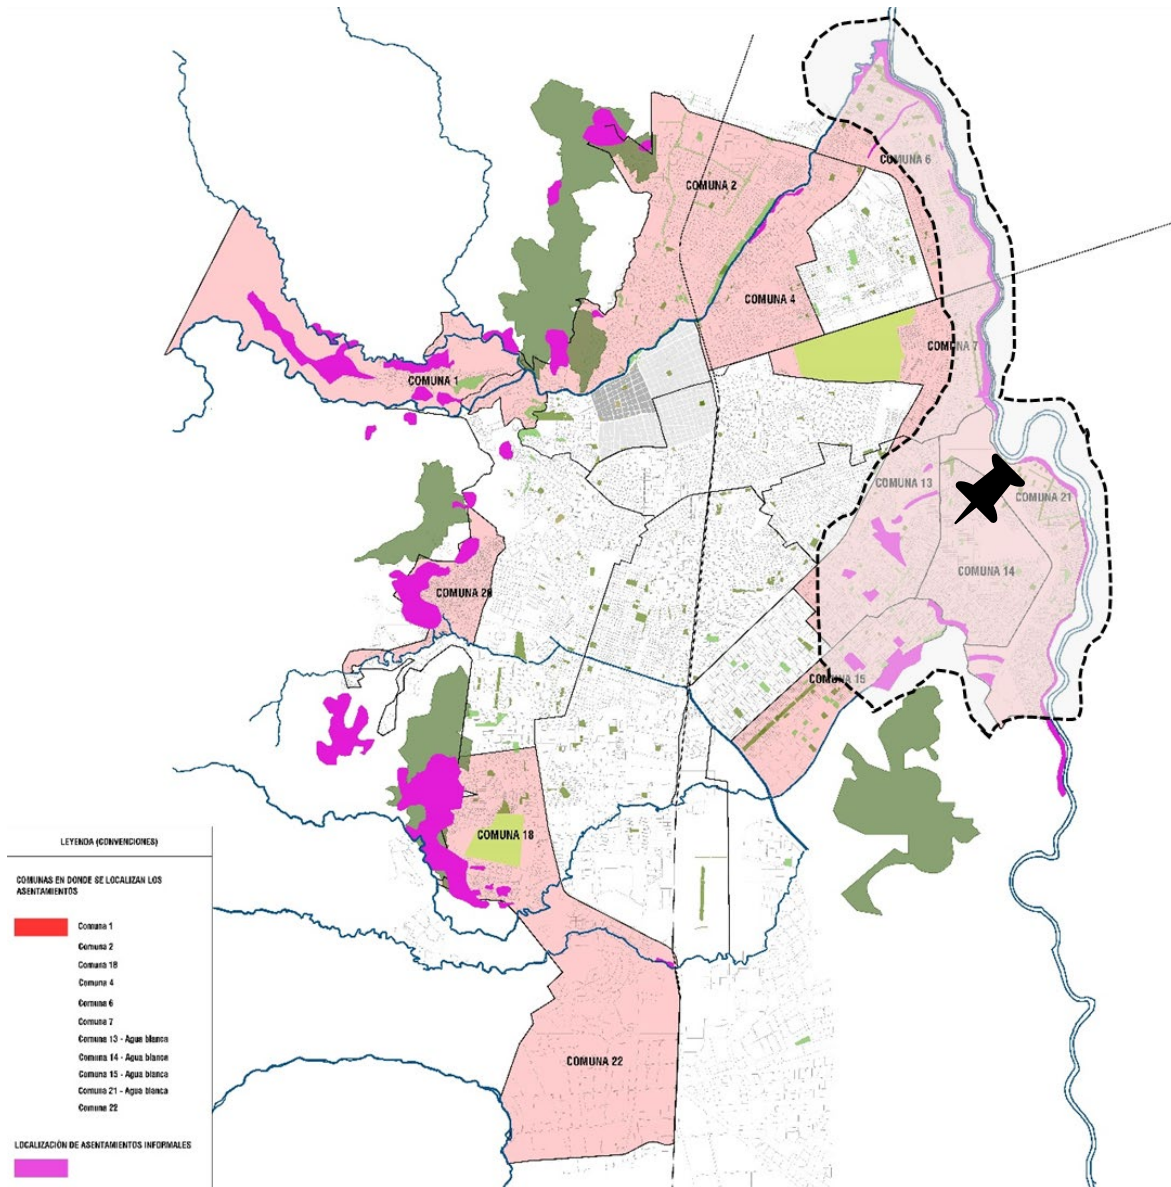 COMUNA 6
COMUNA 2
COMUNA 4
COMUNA 7
COMUNA 1
COMUNA 13
COMUNA 21
COMUNA 14
COMUNA 20
COMUNA 15
COMUNA 18
COMUNA 22
LEYENDA (CONVENCIONES)
COMUNAS EN DONDE SE LOCALIZAN LOS
ASENTAMIENTOS
Comuna 1
Comuna 2
Comuna 18
Comuna 4
Comuna 6
Comuna 7
Comuna 13 - Agua blanca
Comuna 14 - Agua blanca
Comuna 15 - Agua blanca
Comuna 21 - Agua blanca
Comuna 22
LOCALIZACIÓN DE ASENTAMIENTOS INFORMALES